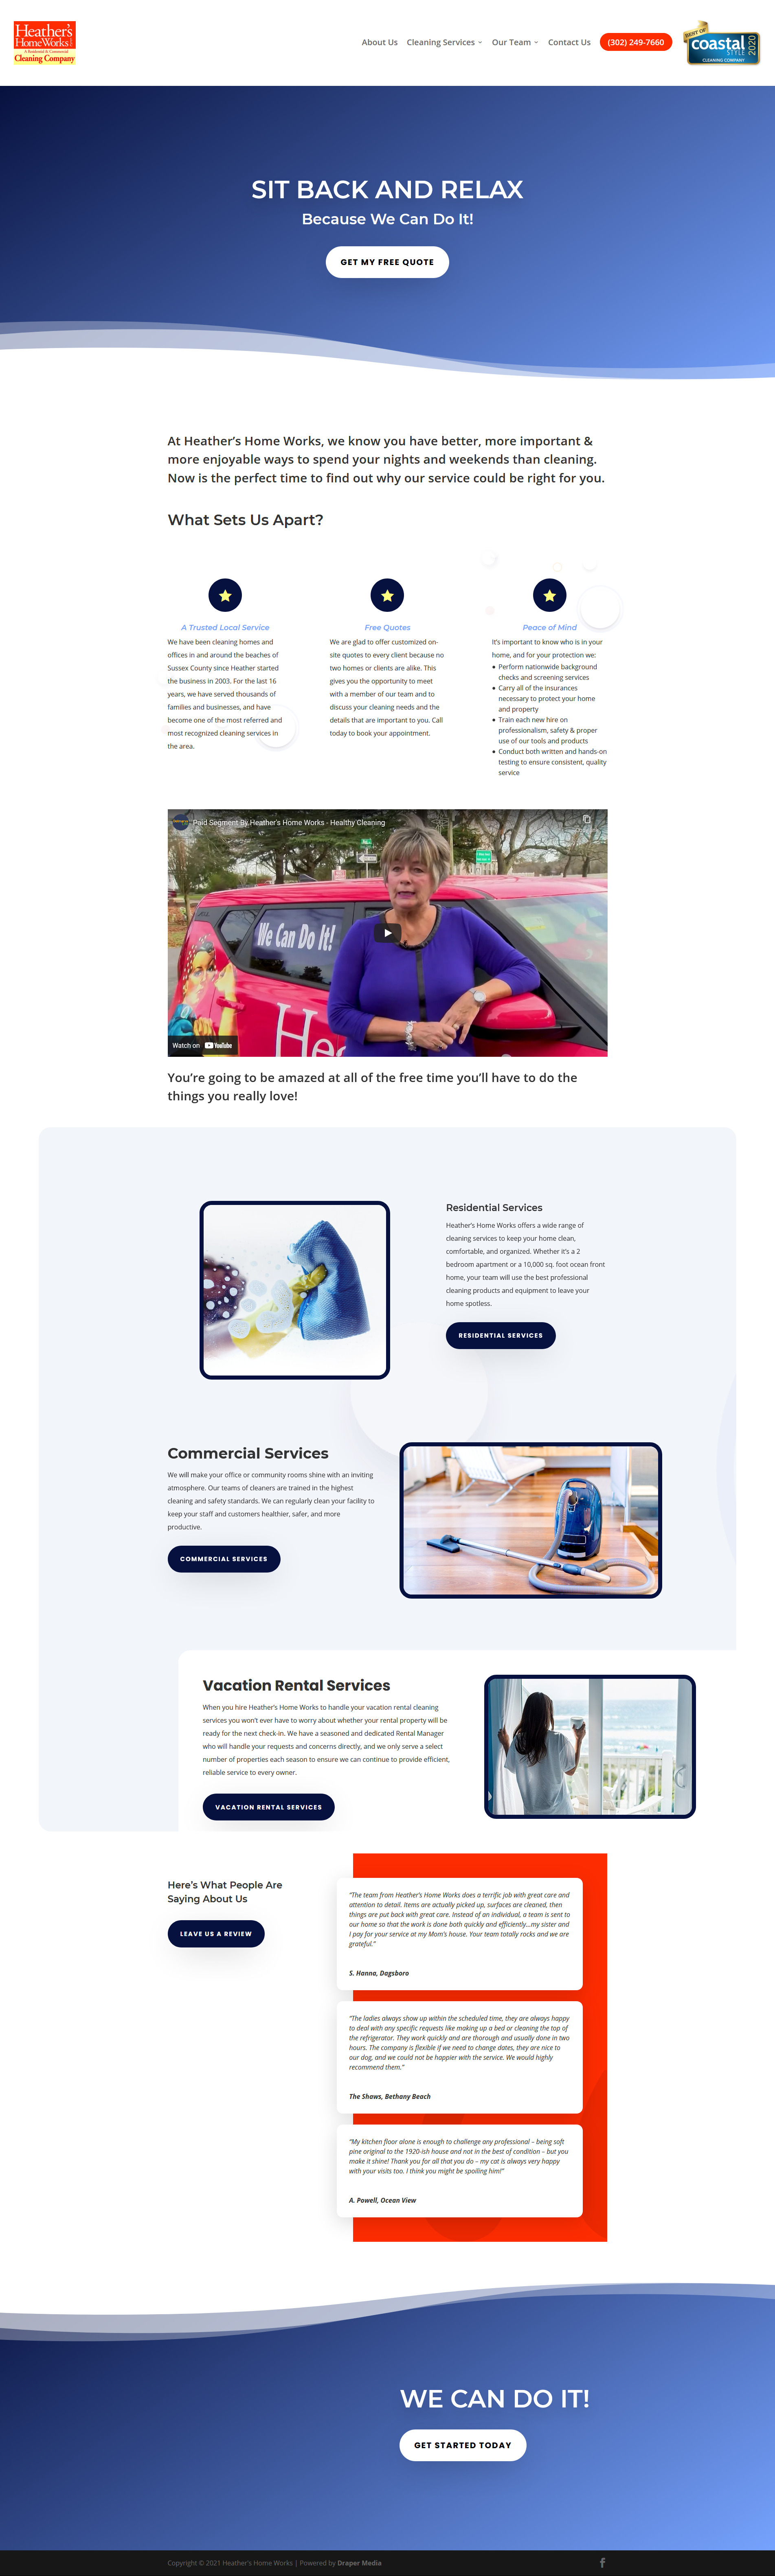 Heather's
HomeWorks
A Residential & Commercial
Cleaning Company
About Us
Cleaning Services
Our Team
Contact Us
(302) 249-7660
BEST OF
coastal
STYLE
2020
CLEANING COMPANY
SIT BACK AND RELAX
Because We Can Do It!
GET MY FREE QUOTE
At Heather’s Home Works, we know you have better, more important &
more enjoyable ways to spend your nights and weekends than cleaning.
Now is the perfect time to find out why our service could be right for you.
What Sets Us Apart?
A Trusted Local Service
We have been cleaning homes and
offices in and around the beaches of
Sussex County since Heather started
the business in 2003. For the last 16
years, we have served thousands of
families and businesses, and have
become one of the most referred and
most recognized cleaning services in
the area.
Free Quotes
We are glad to offer customized on-
site quotes to every client because no
two homes or clients are alike. This
gives you the opportunity to meet
with a member of our team and to
discuss your cleaning needs and the
details that are important to you. Call
today to book your appointment.
Peace of Mind
It’s important to know who is in your
home, and for your protection we:
Perform nationwide background
checks and screening services
Carry all of the insurances
necessary to protect your home
and property
Train each new hire on
professionalism, safety & proper
use of our tools and products
Conduct both written and hands-on
testing to ensure consistent, quality
service
Paid Segment By Heather's Home Works - Healthy Cleaning
We Can Do It!
Hea
Watch on YouTube
You’re going to be amazed at all of the free time you’ll have to do the
things you really love!
Residential Services
Heather’s Home Works offers a wide range of
cleaning services to keep your home clean,
comfortable, and organized. Whether it’s a 2
bedroom apartment or a 10,000 sq. foot ocean front
home, your team will use the best professional
cleaning products and equipment to leave your
home spotless.
RESIDENTIAL SERVICES
Commercial Services
We will make your office or community rooms shine with an inviting
atmosphere. Our teams of cleaners are trained in the highest
cleaning and safety standards. We can regularly clean your facility to
keep your staff and customers healthier, safer, and more
productive.
COMMERCIAL SERVICES
Vacation Rental Services
When you hire Heather’s Home Works to handle your vacation rental cleaning
services you won’t ever have to worry about whether your rental property will be
ready for the next check-in. We have a seasoned and dedicated Rental Manager
who will handle your requests and concerns directly, and we only serve a select
number of properties each season to ensure we can continue to provide efficient,
reliable service to every owner.
VACATION RENTAL SERVICES
Here’s What People Are
Saying About Us
LEAVE US A REVIEW
“The team from Heather’s Home Works does a terrific job with great care and
attention to detail. Items are actually picked up, surfaces are cleaned, then
things are put back with great care. Instead of an individual, a team is sent to
our home so that the work is done both quickly and efficiently…my sister and
I pay for your service at my Mom’s house. Your team totally rocks and we are
grateful.”
S. Hanna, Dagsboro
“The ladies always show up within the scheduled time, they are always happy
to deal with any specific requests like making up a bed or cleaning the top of
the refrigerator. They work quickly and are thorough and usually done in two
hours. The company is flexible if we need to change dates, they are nice to
our dog, and we could not be happier with the service. We would highly
recommend them.”
The Shaws, Bethany Beach
“My kitchen floor alone is enough to challenge any professional – being soft
pine original to the 1920-ish house and not in the best of condition – but you
make it shine! Thank you for all that you do – my cat is always very happy
with your visits too. I think you might be spoiling him!”
A. Powell, Ocean View
WE CAN DO IT!
GET STARTED TODAY
Copyright © 2021 Heather's Home Works | Powered by Draper Media